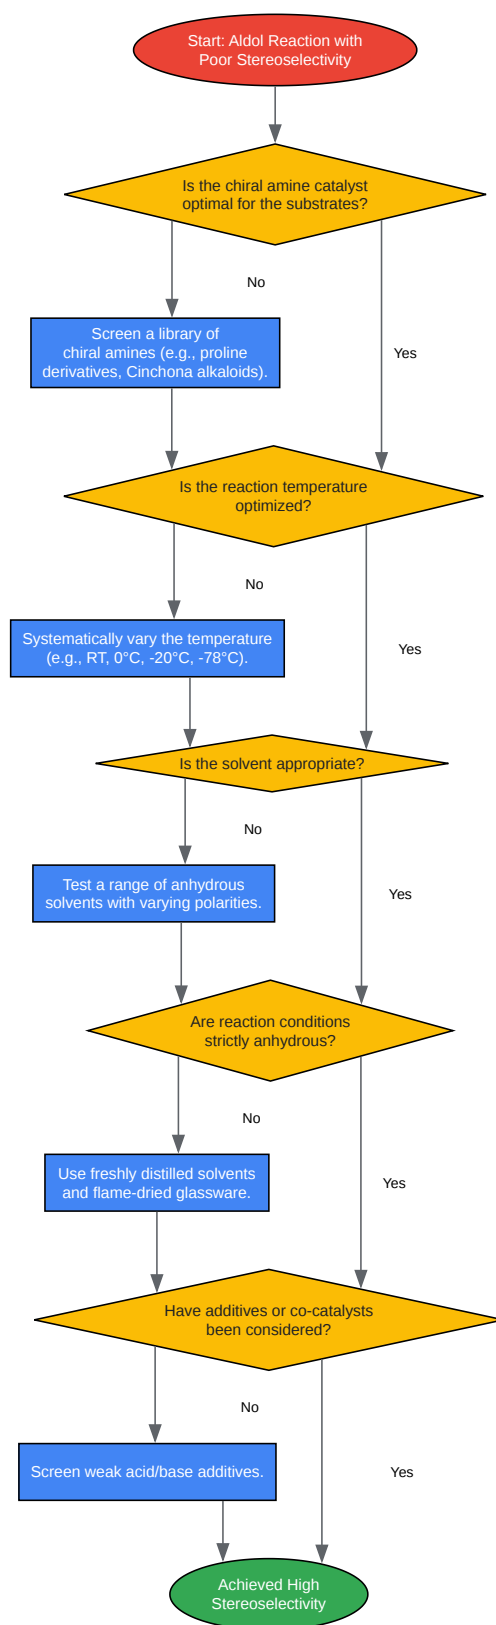 Start: Aldol Reaction with
Poor Stereoselectivity
Is the chiral amine catalyst
optimal for the substrates?
No
Screen a library of
chiral amines (e.g., proline
derivatives, Cinchona alkaloids).
Yes
Is the reaction temperature
optimized?
No
Systematically vary the temperature
(e.g., RT, 0°C, -20°C, -78°C).
Yes
Is the solvent appropriate?
No
Test a range of anhydrous
solvents with varying polarities.
Yes
Are reaction conditions
strictly anhydrous?
No
Use freshly distilled solvents
and flame-dried glassware.
Yes
Have additives or co-catalysts
been considered?
No
Screen weak acid/base additives.
Yes
Achieved High
Stereoselectivity